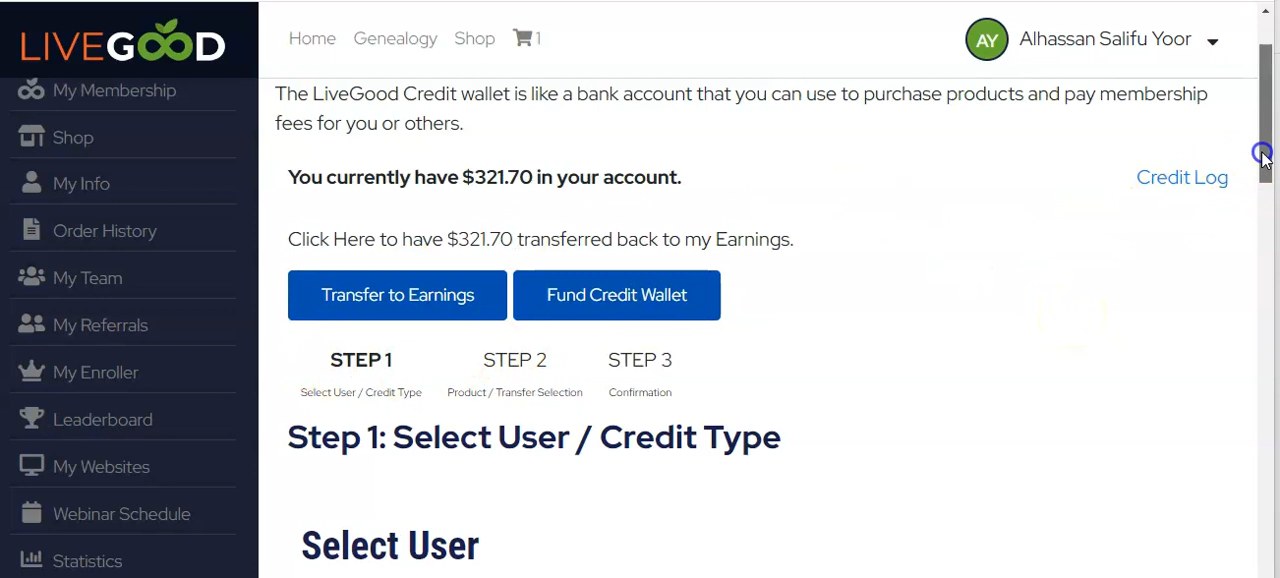 LIVEGOOD
Home Genealogy Shop 1
AY Alhassan Salifu Yoor
My Membership
Shop
My Info
Order History
My Team
My Referrals
My Enroller
Leaderboard
My Websites
Webinar Schedule
Statistics
The LiveGood Credit wallet is like a bank account that you can use to purchase products and pay membership
fees for you or others.
You currently have $321.70 in your account.
Credit Log
Click Here to have $321.70 transferred back to my Earnings.
Transfer to Earnings Fund Credit Wallet
STEP 1 STEP 2 STEP 3
Select User / Credit Type Product / Transfer Selection Confirmation
Step 1: Select User / Credit Type
Select User